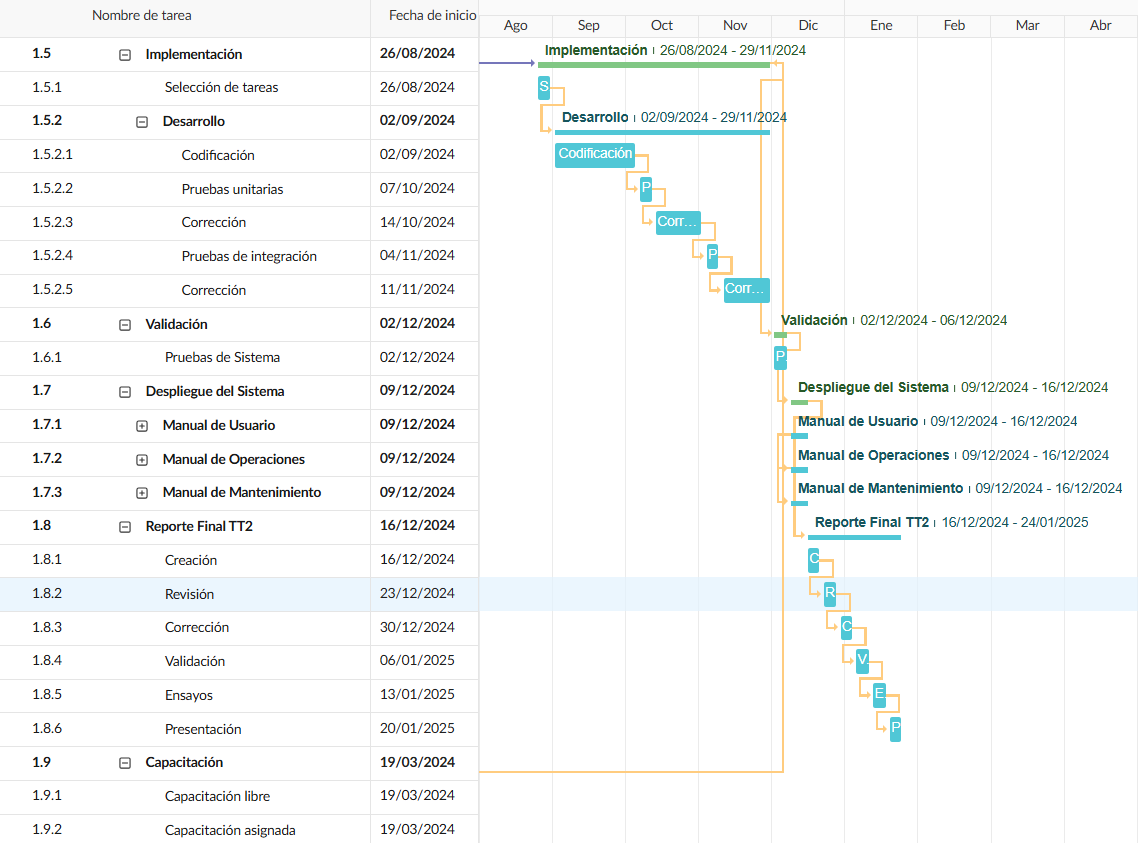 Nombre de tarea Fecha de inicio
Ago Sep Oct Nov Dic Ene Feb Mar Abr
1.5 Implementación 26/08/2024 Implementación 26/08/2024 - 29/11/2024
1.5.1 Selección de tareas 26/08/2024 S
1.5.2 Desarrollo 02/09/2024 Desarrollo 02/09/2024 - 29/11/2024
1.5.2.1 Codificación 02/09/2024 Codificación
1.5.2.2 Pruebas unitarias 07/10/2024 P
1.5.2.3 Corrección 14/10/2024 Corr...
1.5.2.4 Pruebas de integración 04/11/2024 P
1.5.2.5 Corrección 11/11/2024 Corr...
1.6 Validación 02/12/2024 Validación 02/12/2024 - 06/12/2024
1.6.1 Pruebas de Sistema 02/12/2024 P
1.7 Despliegue del Sistema 09/12/2024 Despliegue del Sistema 09/12/2024 - 16/12/2024
1.7.1 Manual de Usuario 09/12/2024 Manual de Usuario 09/12/2024 - 16/12/2024
1.7.2 Manual de Operaciones 09/12/2024 Manual de Operaciones 09/12/2024 - 16/12/2024
1.7.3 Manual de Mantenimiento 09/12/2024 Manual de Mantenimiento 09/12/2024 - 16/12/2024
1.8 Reporte Final TT2 16/12/2024 Reporte Final TT2 16/12/2024 - 24/01/2025
1.8.1 Creación 16/12/2024 C
1.8.2 Revisión 23/12/2024 R
1.8.3 Corrección 30/12/2024 C
1.8.4 Validación 06/01/2025 V
1.8.5 Ensayos 13/01/2025 E
1.8.6 Presentación 20/01/2025 P
1.9 Capacitación 19/03/2024
1.9.1 Capacitación libre 19/03/2024
1.9.2 Capacitación asignada 19/03/2024